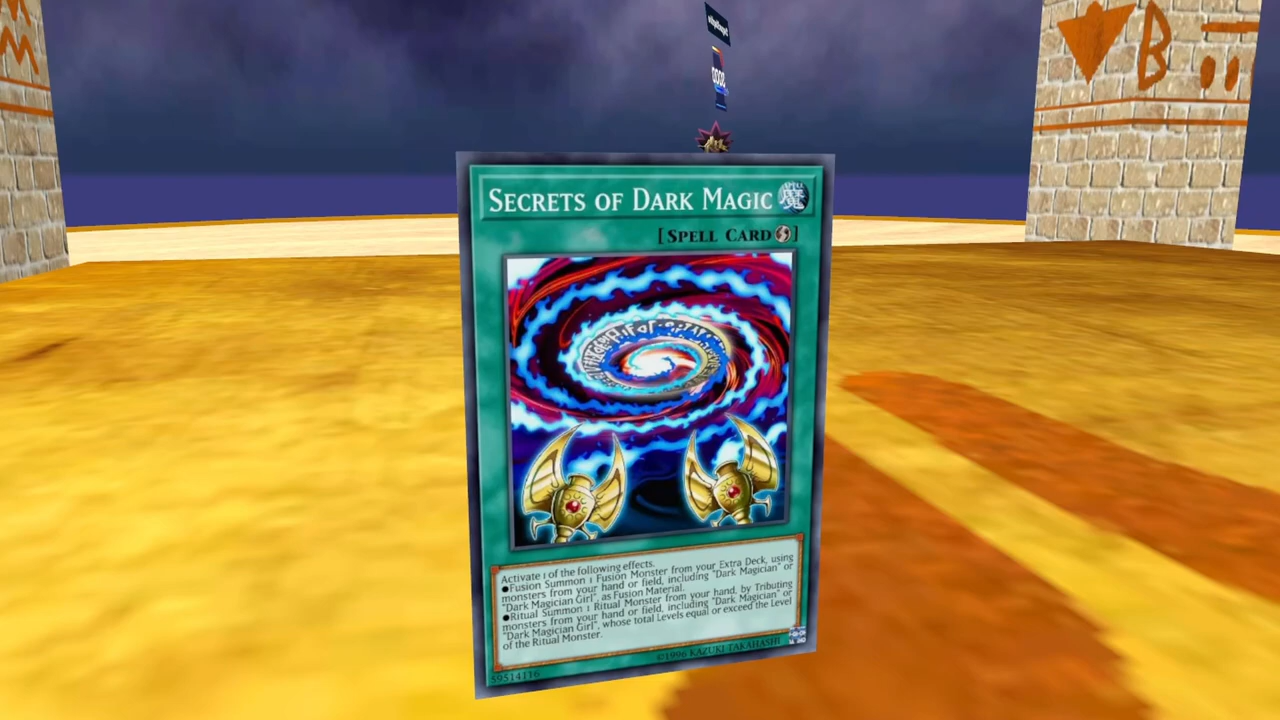 SECRETS OF DARK MAGIC 魔
[SPELL CARD]
Activate 1 of the following effects.
●Fusion Summon 1 Fusion Monster from your Extra Deck, using
monsters from your hand or field, including "Dark Magician" or
"Dark Magician Girl", as Fusion Material.
●Ritual Summon 1 Ritual Monster from your hand, by Tributing
monsters from your hand or field, including "Dark Magician" or
"Dark Magician Girl", whose total Levels equal or exceed the Level
of the Ritual Monster.
©1996 KAZUKI TAKAHASHI
59514116